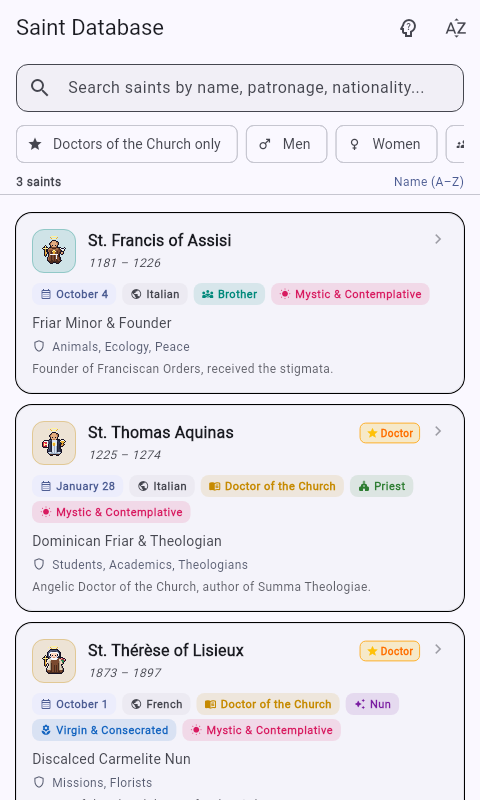 Saint Database
AZ
Search saints by name, patronage, nationality...
Doctors of the Church only
Men
Women
3 saints
Name (A–Z)
St. Francis of Assisi
1181 – 1226
October 4
Italian
Brother
Mystic & Contemplative
Friar Minor & Founder
Animals, Ecology, Peace
Founder of Franciscan Orders, received the stigmata.
St. Thomas Aquinas
Doctor
1225 – 1274
January 28
Italian
Doctor of the Church
Priest
Mystic & Contemplative
Dominican Friar & Theologian
Students, Academics, Theologians
Angelic Doctor of the Church, author of Summa Theologiae.
St. Thérèse of Lisieux
Doctor
1873 – 1897
October 1
French
Doctor of the Church
Nun
Virgin & Consecrated
Mystic & Contemplative
Discalced Carmelite Nun
Missions, Florists